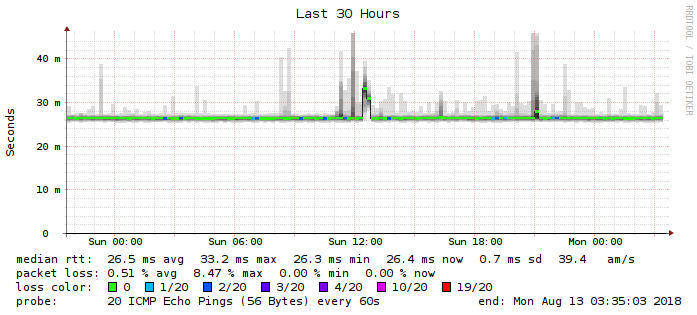 Last 30 Hours
RRDTOOL / TOBI OETIKER
Seconds
40 m
30 m
20 m
10 m
0
Sun 00:00 Sun 06:00 Sun 12:00 Sun 18:00 Mon 00:00
median rtt: 26.5 ms avg 33.2 ms max 26.3 ms min 26.4 ms now 0.7 ms sd 39.4 am/s
packet loss: 0.51 % avg 8.47 % max 0.00 % min 0.00 % now
loss color: 0 1/20 2/20 3/20 4/20 10/20 19/20
probe: 20 ICMP Echo Pings (56 Bytes) every 60s end: Mon Aug 13 03:35:03 2018